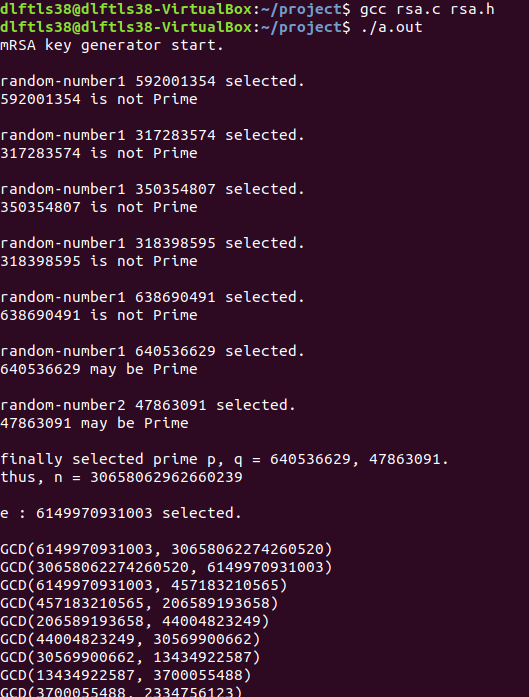 dlftls38@dlftls38-VirtualBox:~/project$ gcc rsa.c rsa.h
dlftls38@dlftls38-VirtualBox:~/project$ ./a.out
mRSA key generator start.
random-number1 592001354 selected.
592001354 is not Prime
random-number1 317283574 selected.
317283574 is not Prime
random-number1 350354807 selected.
350354807 is not Prime
random-number1 318398595 selected.
318398595 is not Prime
random-number1 638690491 selected.
638690491 is not Prime
random-number1 640536629 selected.
640536629 may be Prime
random-number2 47863091 selected.
47863091 may be Prime
finally selected prime p, q = 640536629, 47863091.
thus, n = 30658062962660239
e : 6149970931003 selected.
GCD(6149970931003, 30658062274260520)
GCD(30658062274260520, 6149970931003)
GCD(6149970931003, 457183210565)
GCD(457183210565, 206589193658)
GCD(206589193658, 44004823249)
GCD(44004823249, 30569900662)
GCD(30569900662, 13434922587)
GCD(13434922587, 3700055488)
GCD(3700055488, 2334756123)